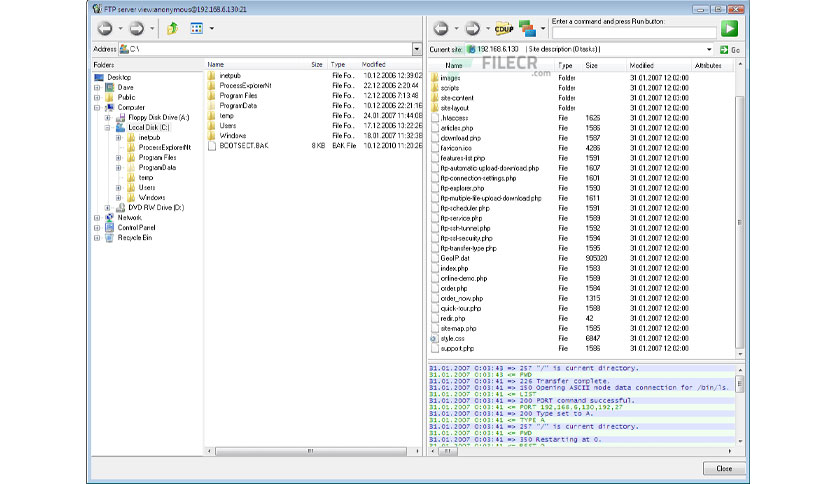 FTP server view:anonymous@192.168.6.130:21
CDUP
Enter a command and press Run button:
Address C:\
Current site: 192.168.6.130 | Site description (0 tasks) |
Go
FILECR
.com
Folders
Desktop
Dave
Public
Computer
Floppy Disk Drive (A:)
Local Disk (C:)
inetpub
ProcessExplorerNt
Program Files
ProgramData
temp
Users
Windows
DVD RW Drive (D:)
Network
Control Panel
Recycle Bin
Name Size Type Modified
inetpub File Fo... 10.12.2006 12:39:02
ProcessExplorerNt File Fo... 22.12.2006 2:20:44
Program Files File Fo... 22.12.2006 7:13:48
ProgramData File Fo... 10.12.2006 22:21:16
temp File Fo... 24.01.2007 11:44:08
Users File Fo... 17.12.2006 13:22:26
Windows File Fo... 18.01.2007 11:32:38
BOOTSECT.BAK 8 KB BAK File 10.12.2010 11:20:26
Name Type Size Modified Attributes
images Folder 31.01.2007 12:02:00
scripts Folder 31.01.2007 12:02:00
site-content Folder 31.01.2007 12:02:00
site-layout Folder 31.01.2007 12:02:00
.htaccess File 1626 31.01.2007 12:02:00
articles.php File 1586 31.01.2007 12:02:00
download.php File 1587 31.01.2007 12:02:00
favicon.ico File 4286 31.01.2007 12:02:00
features-list.php File 1591 31.01.2007 12:01:00
ftp-automatic-upload-download.php File 1607 31.01.2007 12:02:00
ftp-connection-settings.php File 1601 31.01.2007 12:02:00
ftp-explorer.php File 1590 31.01.2007 12:02:00
ftp-multiple-file-upload-download.php File 1611 31.01.2007 12:02:00
ftp-scheduler.php File 1591 31.01.2007 12:02:00
ftp-service.php File 1589 31.01.2007 12:02:00
ftp-ssh-tunnel.php File 1592 31.01.2007 12:02:00
ftp-ssl-security.php File 1594 31.01.2007 12:02:00
ftp-transfer-type.php File 1595 31.01.2007 12:02:00
GeoIP.dat File 905020 31.01.2007 12:02:00
index.php File 1583 31.01.2007 12:02:00
online-demo.php File 1589 31.01.2007 12:02:00
order.php File 1584 31.01.2007 12:02:00
order_now.php File 1315 31.01.2007 12:02:00
quick-tour.php File 1588 31.01.2007 12:02:00
redir.php File 42 31.01.2007 12:02:00
site-map.php File 1585 31.01.2007 12:02:00
style.css File 6847 31.01.2007 12:02:00
support.php File 1584 31.01.2007 12:02:00
31.01.2007 0:03:43 => 257 "/" is current directory.
31.01.2007 0:03:43 <= PWD
31.01.2007 0:03:41 => 226 Transfer complete.
31.01.2007 0:03:41 => 150 Opening ASCII mode data connection for /bin/ls.
31.01.2007 0:03:41 <= LIST
31.01.2007 0:03:41 => 200 PORT command successful.
31.01.2007 0:03:41 <= PORT 192,168,6,130,192,27
31.01.2007 0:03:41 => 200 Type set to A.
31.01.2007 0:03:41 <= TYPE A
31.01.2007 0:03:41 => 257 "/" is current directory.
31.01.2007 0:03:41 <= PWD
31.01.2007 0:03:41 => 350 Restarting at 0.
Close